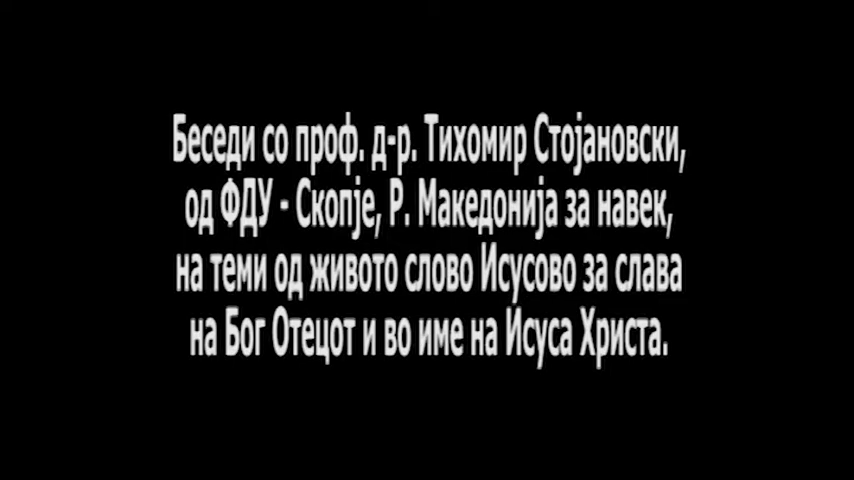 Беседи со проф. д-р. Тихомир Стојановски,
од ФДУ - Скопје, Р. Македонија за навек,
на теми од живото слово Исусово за слава
на Бог Отецот и во име на Исуса Христа.